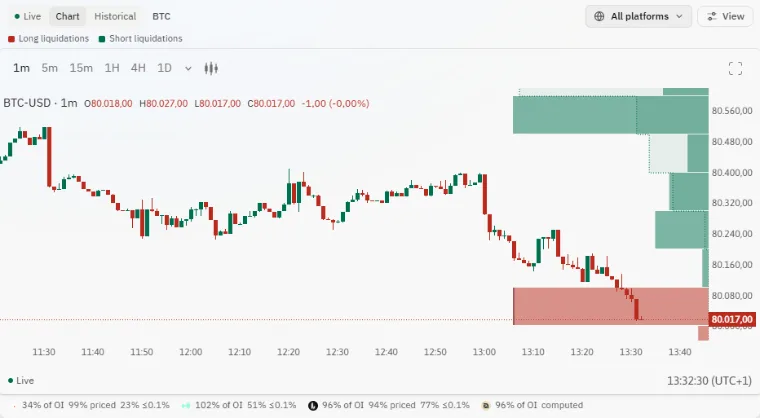 Live Chart Historical BTC All platforms View
Long liquidations Short liquidations
1m 5m 15m 1H 4H 1D
BTC-USD · 1m O80.018,00 H80.027,00 L80.017,00 C80.017,00 -1,00 (-0,00%)
80.560,00
80.480,00
80.400,00
80.320,00
80.240,00
80.160,00
80.080,00
80.017,00
11:30 11:40 11:50 12:00 12:10 12:20 12:30 12:40 12:50 13:00 13:10 13:20 13:30 13:40
Live 13:32:30 (UTC+1)
34% of OI 99% priced 23% ≤0.1% 102% of OI 51% ≤0.1% 96% of OI 94% priced 77% ≤0.1% 96% of OI computed